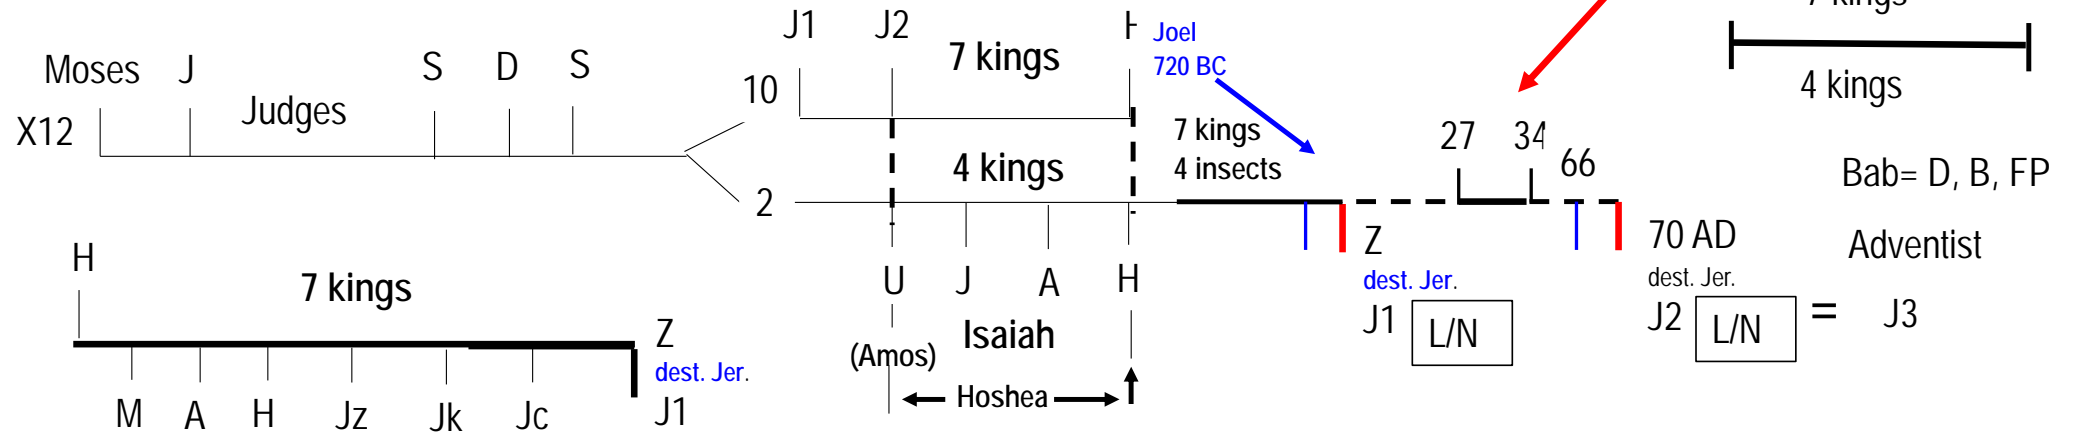 Moses J Judges S D S
X12
10
2
J1 J2 7 kings
4 kings
Joel
720 BC
7 kings
4 insects
27 34
66
kings
4 kings
Bab= D, B, FP
Adventist
U J A H
(Amos)
Isaiah
Hoshea
Z
dest. Jer.
J1 L/N
70 AD
dest. Jer.
J2 L/N = J3
H
7 kings
M A H Jz Jk Jc
Z
dest. Jer.
J1